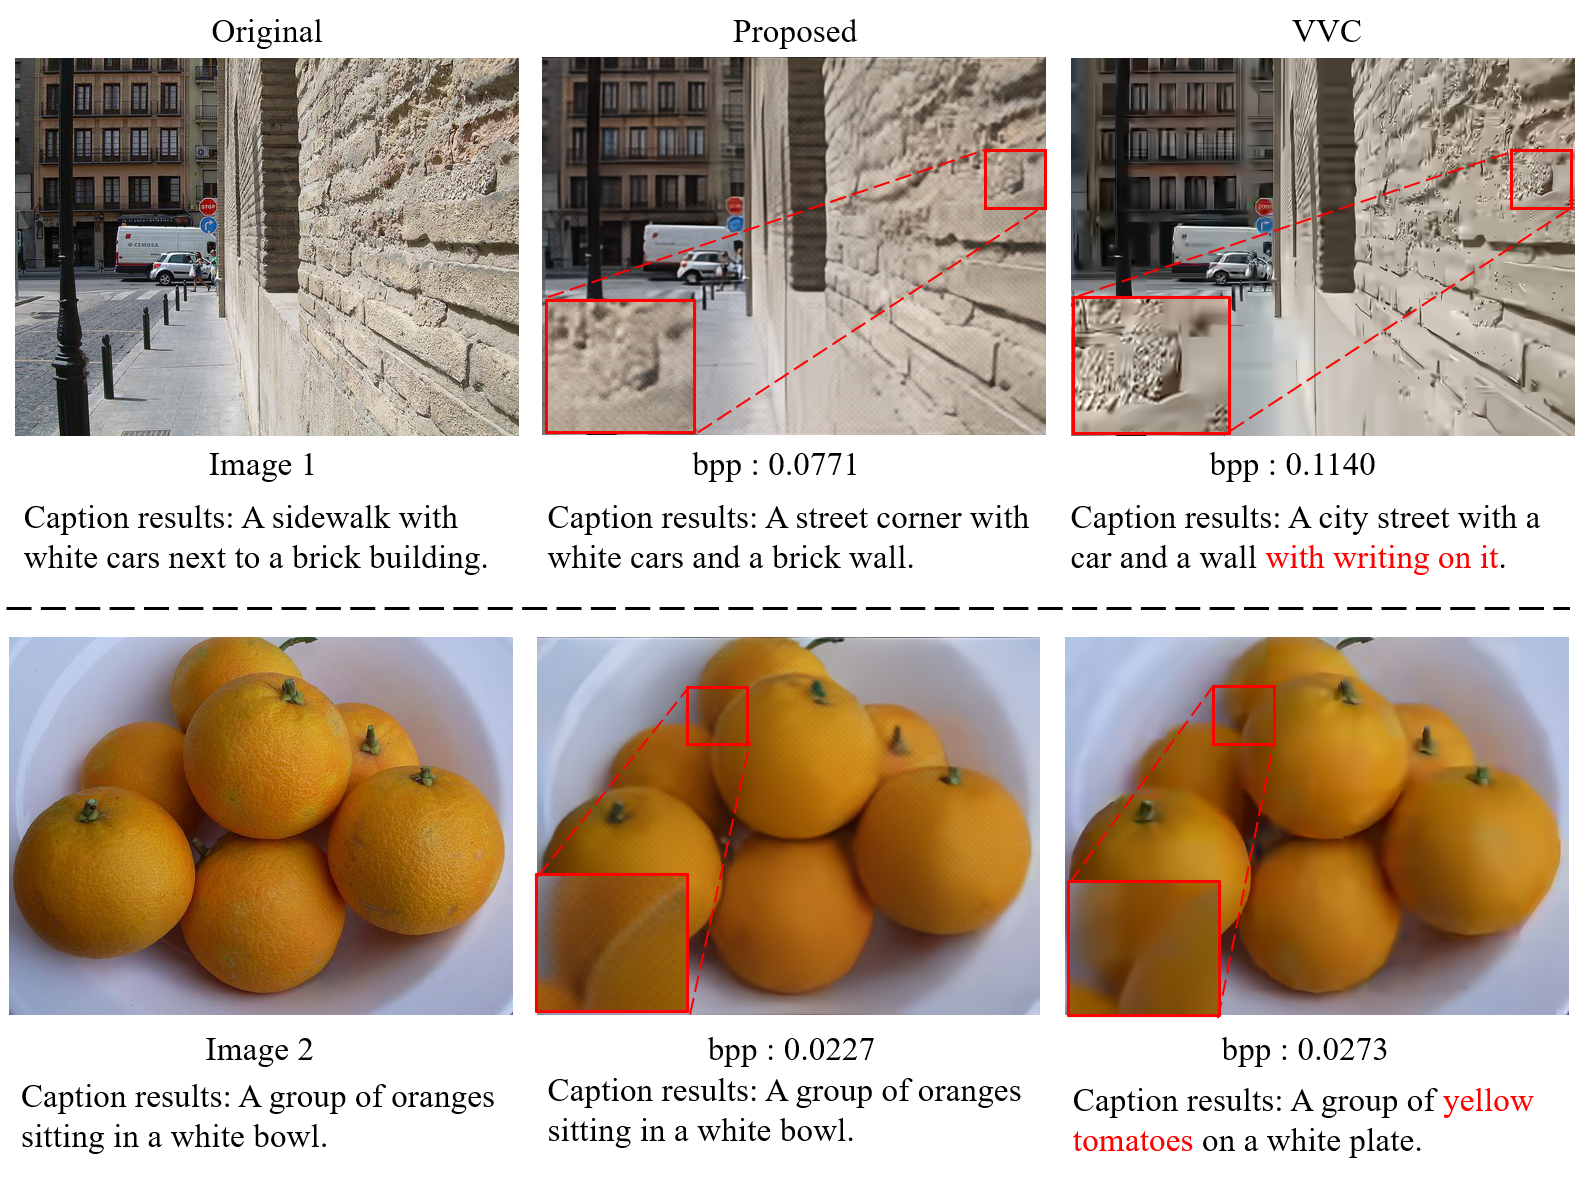 Original
Proposed
VVC
STOP
CEMUSA
Image 1
bpp : 0.0771
bpp : 0.1140
Caption results: A sidewalk with
white cars next to a brick building.
Caption results: A street corner with
white cars and a brick wall.
Caption results: A city street with a
car and a wall with writing on it.
Image 2
bpp : 0.0227
bpp : 0.0273
Caption results: A group of oranges
sitting in a white bowl.
Caption results: A group of oranges
sitting in a white bowl.
Caption results: A group of yellow
tomatoes on a white plate.